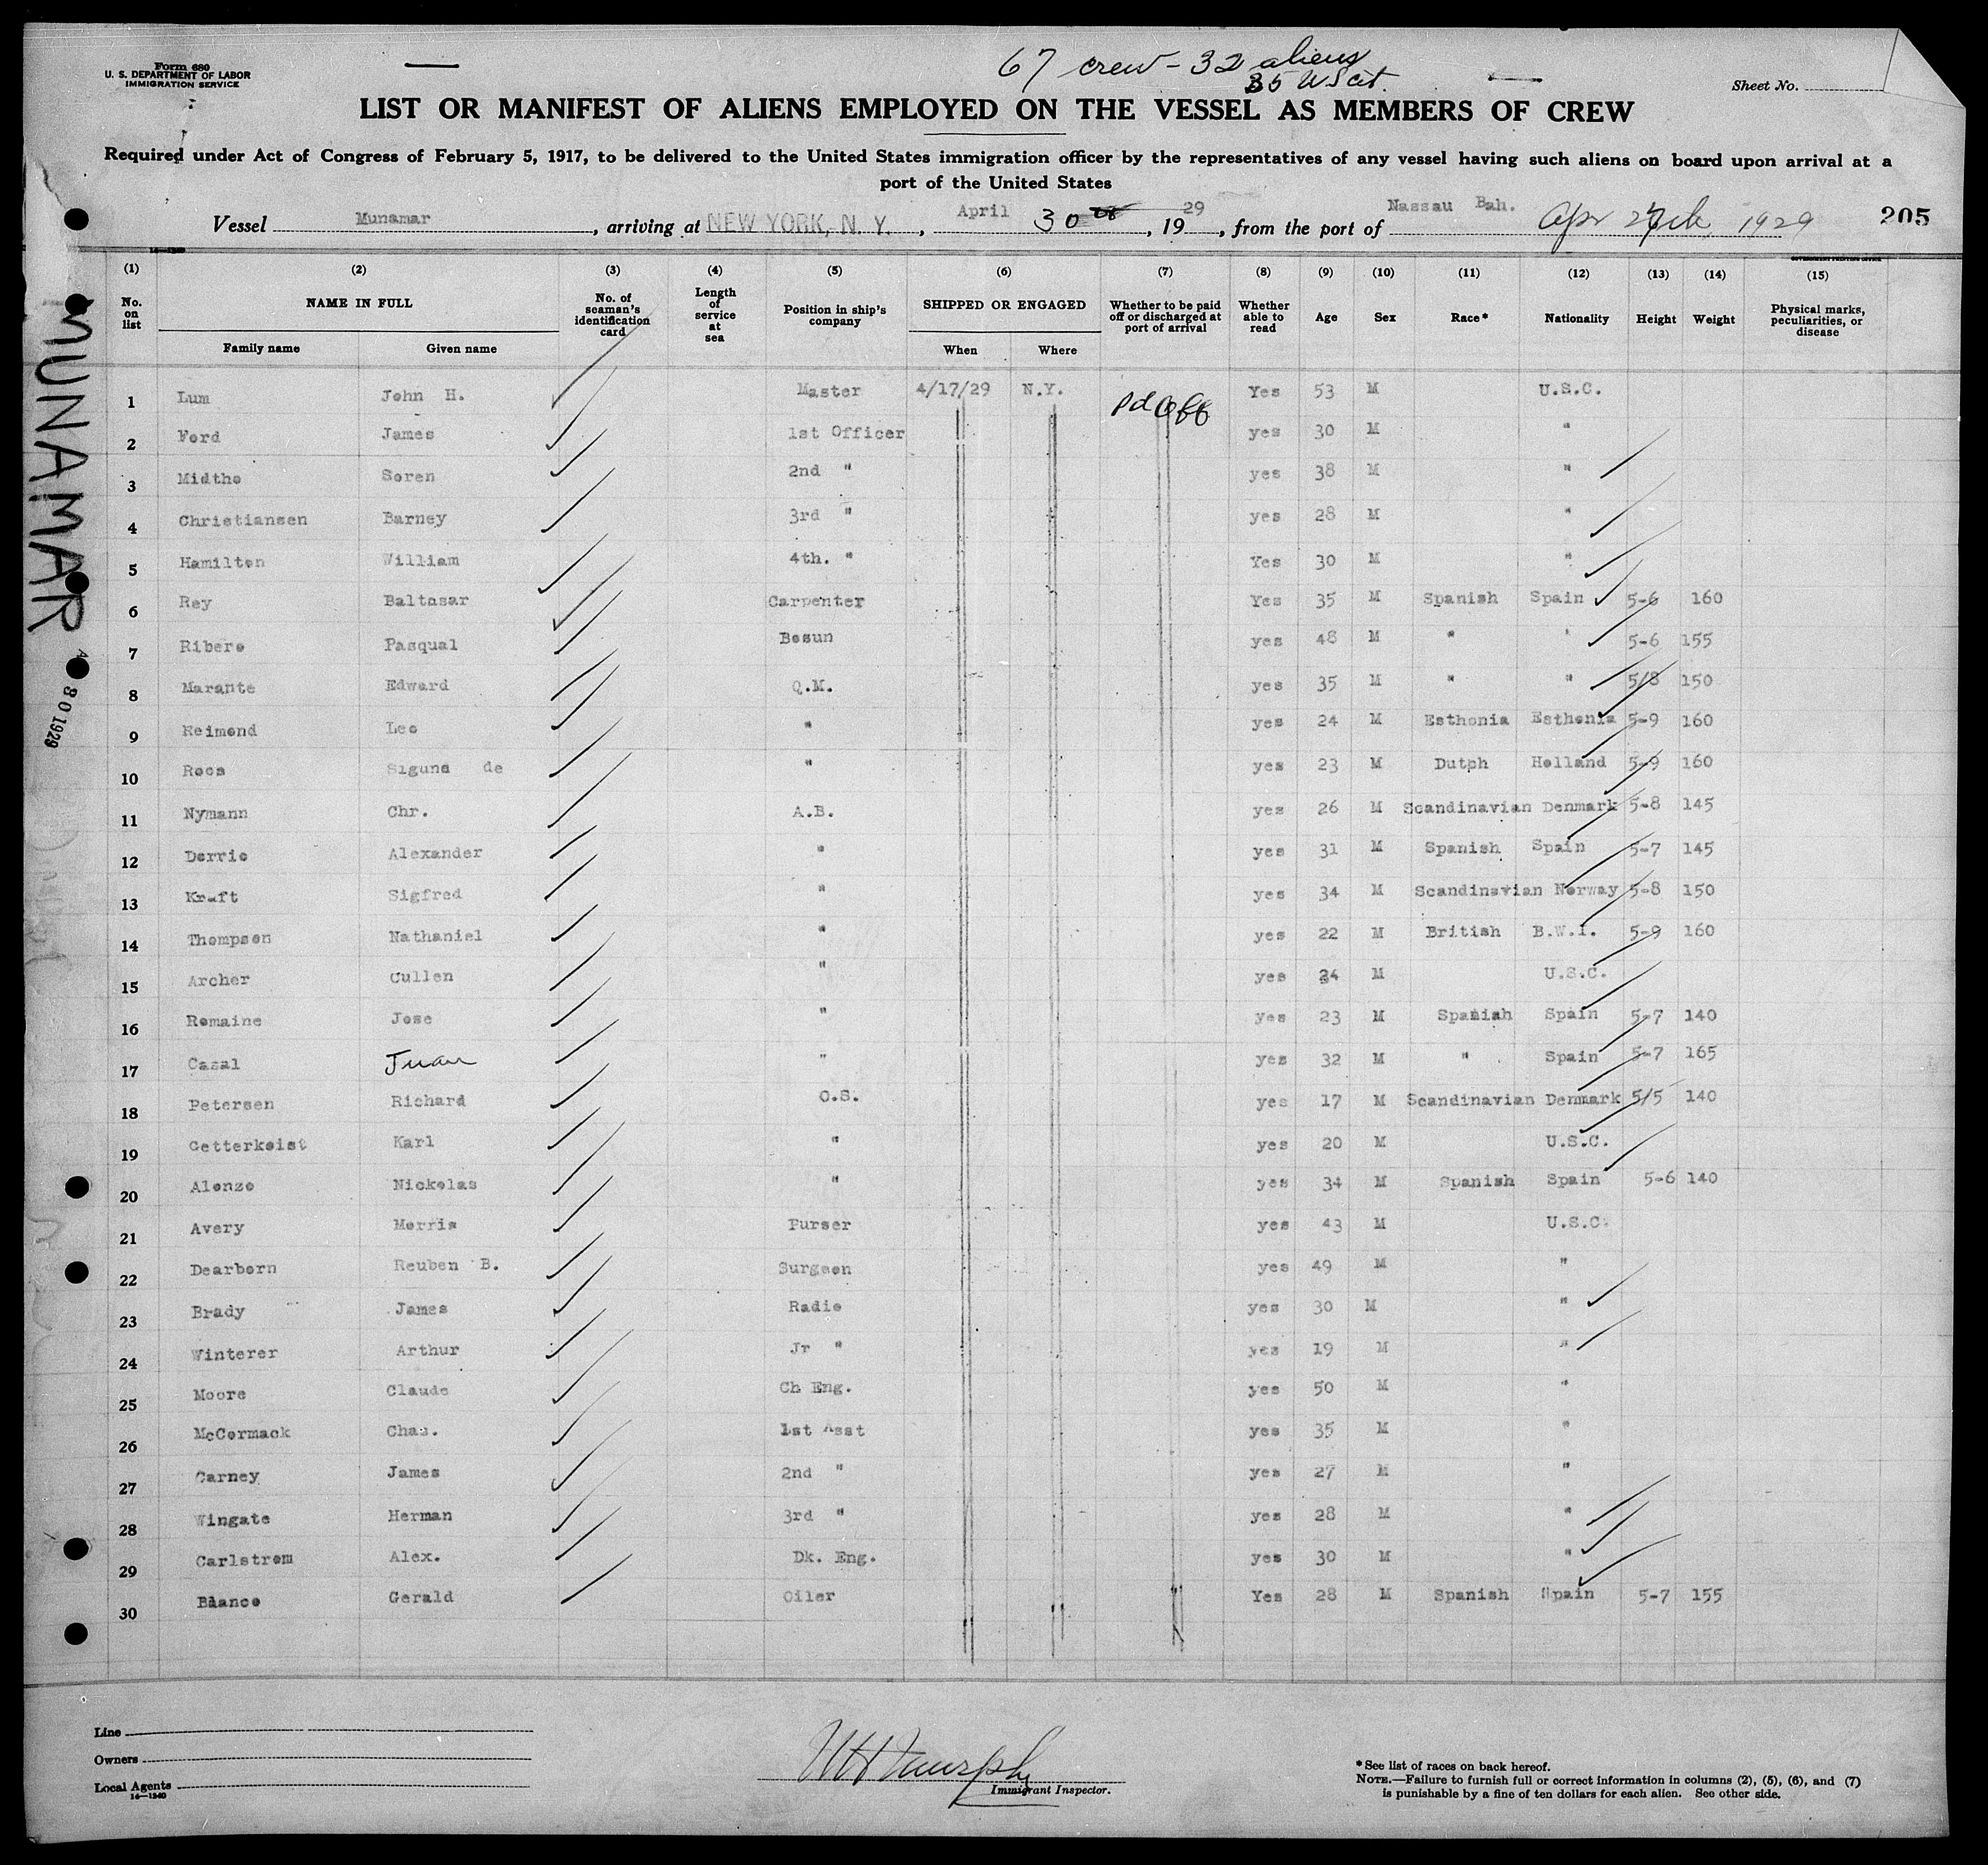 67 crew - 32 aliens
35 US cit.
Form 680
U. S. DEPARTMENT OF LABOR
IMMIGRATION SERVICE
Sheet No.
LIST OR MANIFEST OF ALIENS EMPLOYED ON THE VESSEL AS MEMBERS OF CREW
Required under Act of Congress of February 5, 1917, to be delivered to the United States immigration officer by the representatives of any vessel having such aliens on board upon arrival at a
port of the United States
Vessel Munamar, arriving at NEW YORK, N. Y., April 30, 1929, from the port of Nassau Bah. Apr 27th 1929 205
(1) (2) (3) (4) (5) (6) (7) (8) (9) (10) (11) (12) (13) (14) (15)
No. on list NAME IN FULL No. of seaman's identification card Length of service at sea Position in ship's company SHIPPED OR ENGAGED Whether to be paid off or discharged at port of arrival Whether able to read Age Sex Race* Nationality Height Weight Physical marks, peculiarities, or disease
Family name Given name When Where
1 Lum John H. Master 4/17/29 N.Y. Pd Off Yes 53 M U.S.C.
2 Ford James 1st Officer yes 30 M "
3 Midtho Soren 2nd " yes 38 M "
4 Christiansen Barney 3rd " yes 28 M "
5 Hamilton William 4th. " Yes 30 M "
6 Rey Baltasar Carpenter Yes 35 M Spanish Spain 5-6 160
7 Ribero Pasqual Bosun yes 48 M " " 5-6 155
8 Marante Edward Q.M. yes 35 M " " 5/8 150
9 Reimond Leo " yes 24 M Esthonia Esthonia 5-9 160
10 Roos Siguna de " yes 23 M Dutch Holland 5-9 160
11 Nymann Chr. A.B. yes 26 M Scandinavian Denmark 5-8 145
12 Dorrio Alexander " yes 31 M Spanish Spain 5-7 145
13 Kraft Sigfred " yes 34 M Scandinavian Norway 5-8 150
14 Thompson Nathaniel " yes 22 M British B.W.I. 5-9 160
15 Archer Cullen " yes 24 M U.S.C.
16 Romaine Jose " yes 23 M Spanish Spain 5-7 140
17 Casal Juan " yes 32 M " Spain 5-7 165
18 Petersen Richard O.S. yes 17 M Scandinavian Denmark 5/5 140
19 Getterkoist Karl " yes 20 M U.S.C.
20 Alonzo Nickolas " yes 34 M Spanish Spain 5-6 140
21 Avery Morris Purser yes 43 M U.S.C.
22 Dearborn Reuben B. Surgeon yes 49 M "
23 Brady James Radio yes 30 M "
24 Winterer Arthur Jr " yes 19 M "
25 Moore Claude Ch Eng. yes 50 M "
26 McCormack Chas. 1st Asst yes 35 M "
27 Carney James 2nd " yes 27 M "
28 Wingate Herman 3rd " yes 28 M "
29 Carlstrom Alex. Dk. Eng. yes 30 M "
30 Blanco Gerald Oiler Yes 28 M Spanish Spain 5-7 155
MUNAMAR
30 1929
Line
Owners
Local Agents
14—1240
WH Murphy
Immigrant Inspector.
* See list of races on back hereof.
NOTE.—Failure to furnish full or correct information in columns (2), (5), (6), and (7)
is punishable by a fine of ten dollars for each alien. See other side.